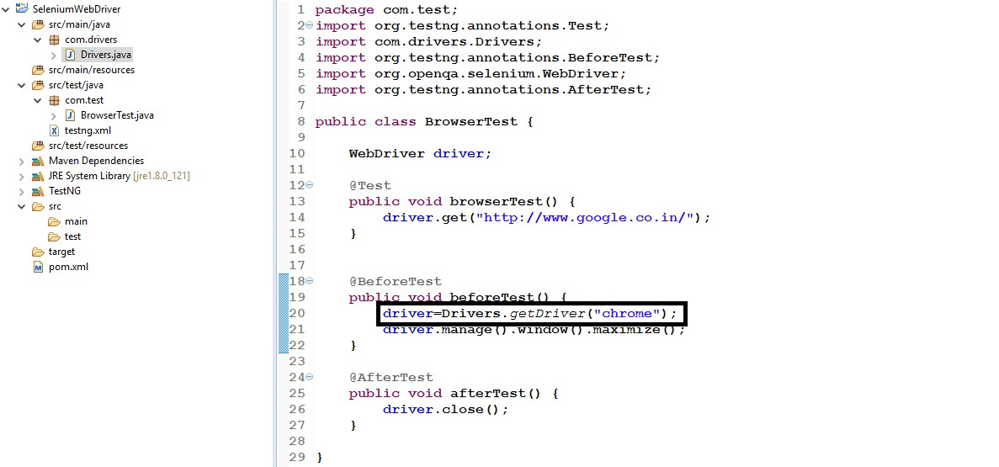 SeleniumWebDriver
src/main/java
com.drivers
Drivers.java
src/main/resources
src/test/java
com.test
BrowserTest.java
testng.xml
src/test/resources
Maven Dependencies
JRE System Library [jre1.8.0_121]
TestNG
src
main
test
target
pom.xml
1 package com.test;
2 import org.testng.annotations.Test;
3 import com.drivers.Drivers;
4 import org.testng.annotations.BeforeTest;
5 import org.openqa.selenium.WebDriver;
6 import org.testng.annotations.AfterTest;
7
8 public class BrowserTest {
9
10     WebDriver driver;
11
12     @Test
13     public void browserTest() {
14         driver.get("http://www.google.co.in/");
15     }
16
17
18     @BeforeTest
19     public void beforeTest() {
20         driver=Drivers.getDriver("chrome");
21         driver.manage().window().maximize();
22     }
23
24     @AfterTest
25     public void afterTest() {
26         driver.close();
27     }
28
29 }